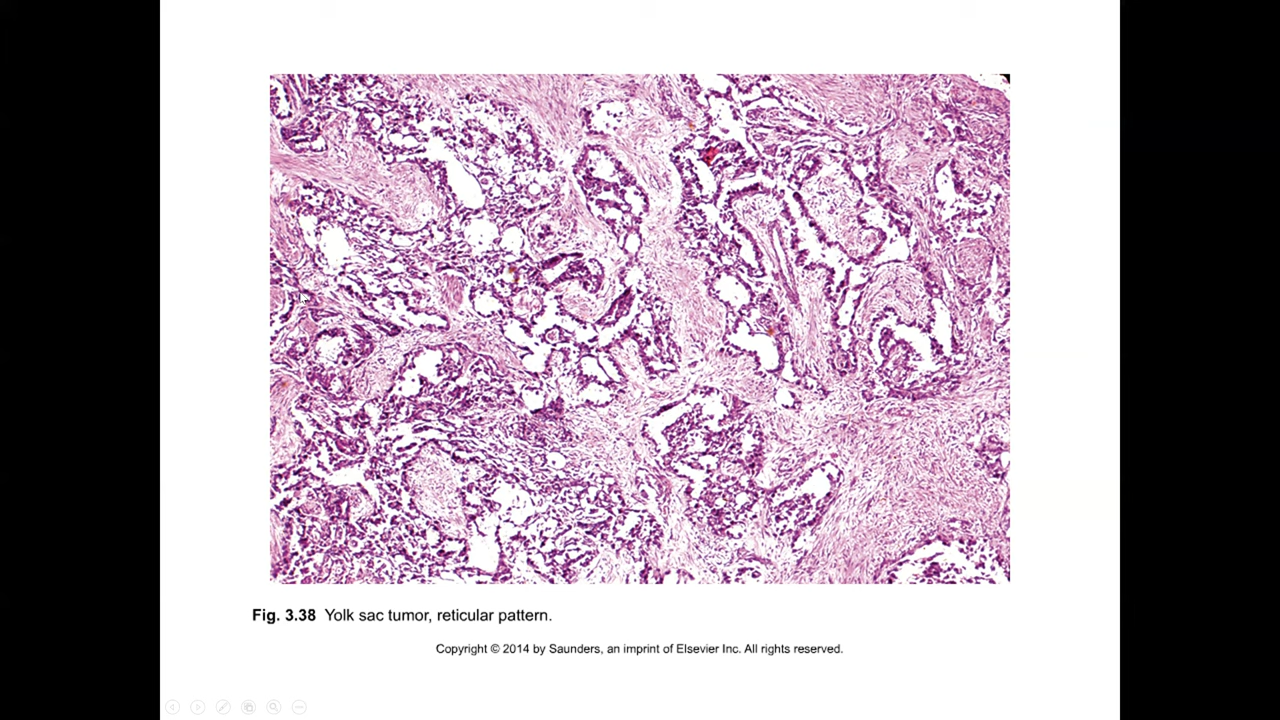 Fig. 3.38 Yolk sac tumor, reticular pattern.
Copyright © 2014 by Saunders, an imprint of Elsevier Inc. All rights reserved.